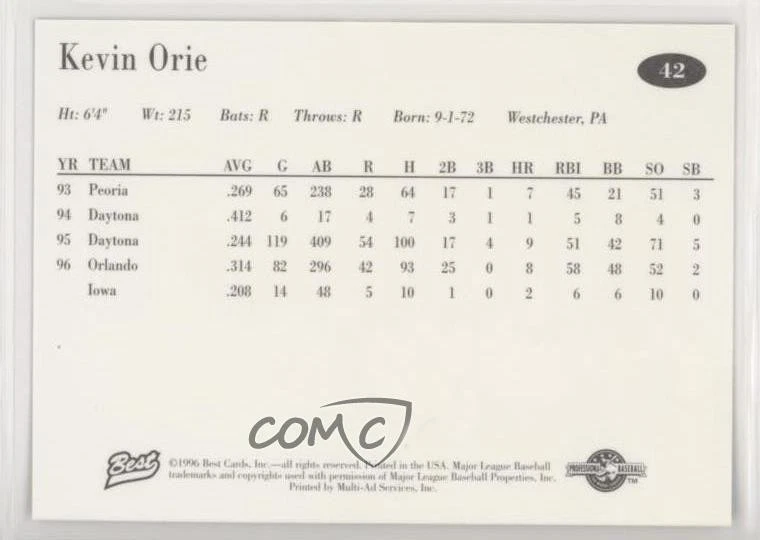 Kevin Orie
42
Ht: 6'4" Wt: 215 Bats: R Throws: R Born: 9-1-72 Westchester, PA
YR TEAM AVG G AB R H 2B 3B HR RBI BB SO SB
93 Peoria .269 65 238 28 64 17 1 7 45 21 51 3
94 Daytona .412 6 17 4 7 3 1 1 5 8 4 0
95 Daytona .244 119 409 54 100 17 4 9 51 42 71 5
96 Orlando .314 82 296 42 93 25 0 8 58 48 52 2
Iowa .208 14 48 5 10 1 0 2 6 6 10 0
COMC
Best
©1996 Best Cards, Inc.—all rights reserved. Printed in the USA. Major League Baseball
trademarks and copyrights used with permission of Major League Baseball Properties, Inc.
Printed by Multi-Ad Services, Inc.
PROFESSIONAL BASEBALL
TM